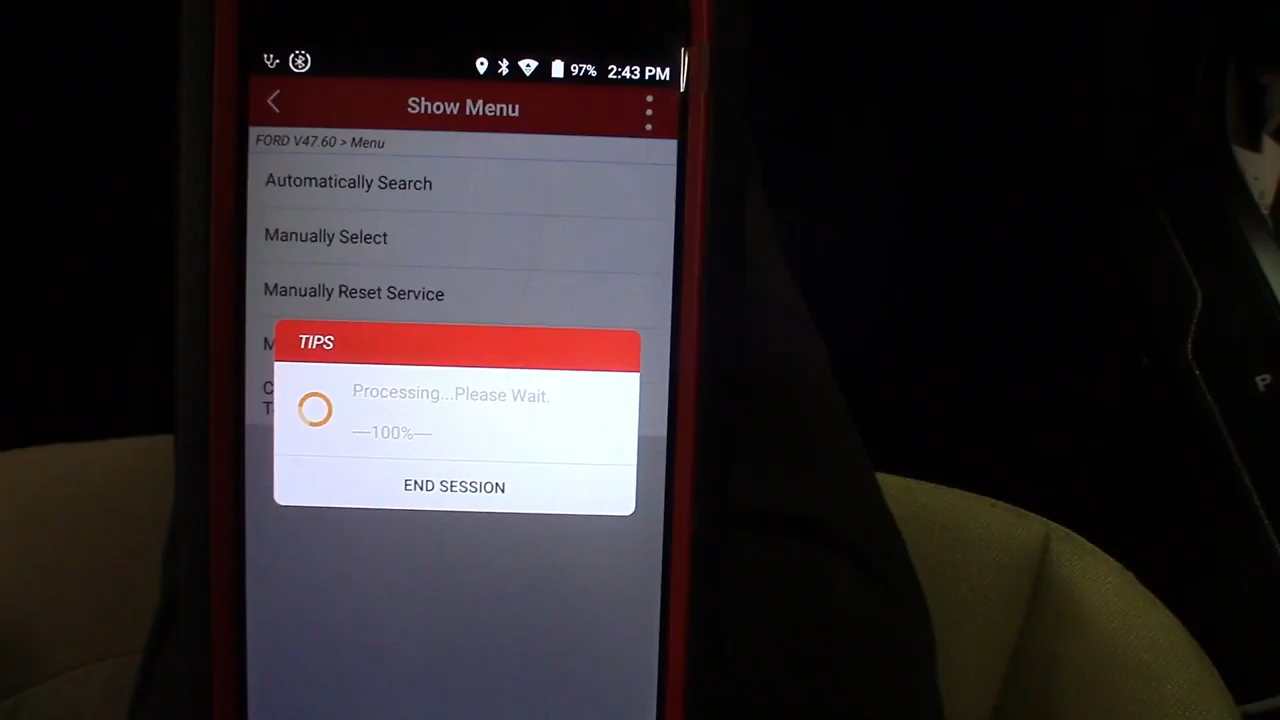 97% 2:43 PM
Show Menu
FORD V47.60 > Menu
Automatically Search
Manually Select
Manually Reset Service
M
TIPS
C
Processing...Please Wait.
T
—100%—
END SESSION
P